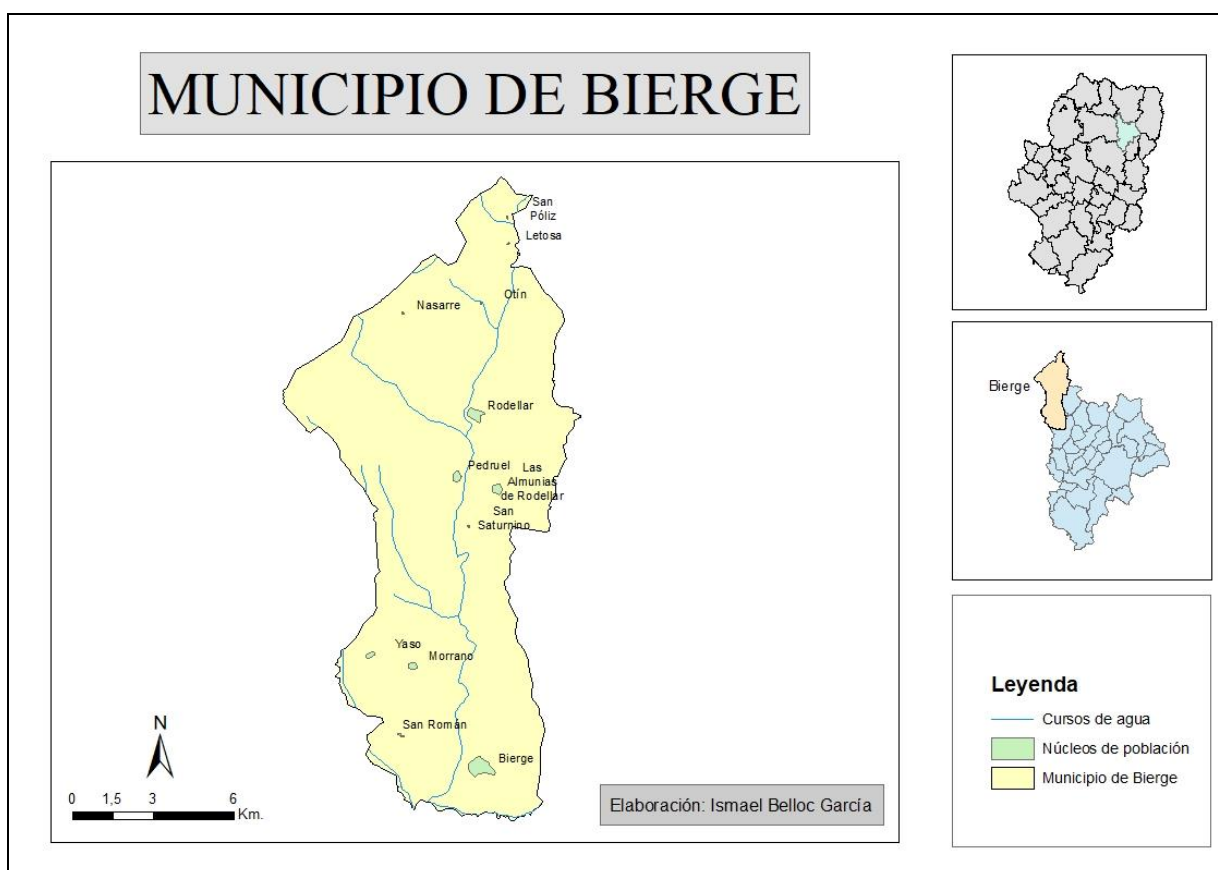 MUNICIPIO DE BIERGE
San
Póliz
Letosa
Otín
Nasarre
Rodellar
Pedruel
Las
Almunias
de Rodellar
San
Saturnino
Yaso
Morrano
San Román
Bierge
N
0 1,5 3 6
Km.
Elaboración: Ismael Belloc García
Bierge
Leyenda
Cursos de agua
Núcleos de población
Municipio de Bierge